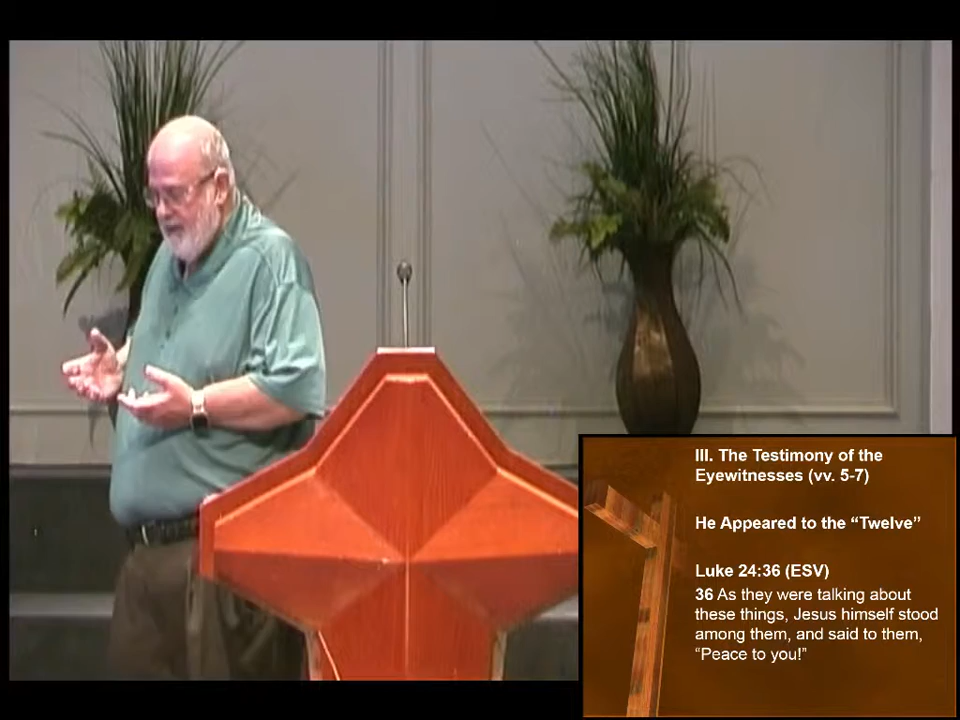 III. The Testimony of the
Eyewitnesses (vv. 5-7)
He Appeared to the “Twelve”
Luke 24:36 (ESV)
36 As they were talking about
these things, Jesus himself stood
among them, and said to them,
“Peace to you!”